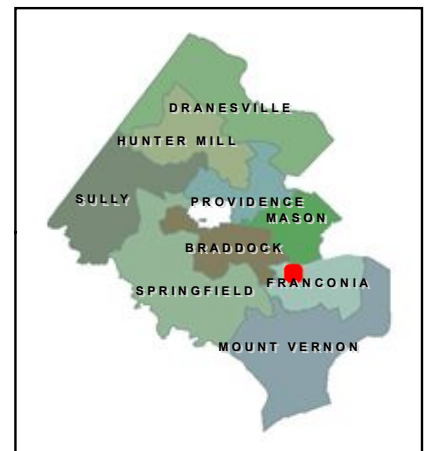 DRANESVILLE
HUNTER MILL
SULLY
PROVIDENCE
MASON
BRADDOCK
FRANCONIA
SPRINGFIELD
MOUNT VERNON